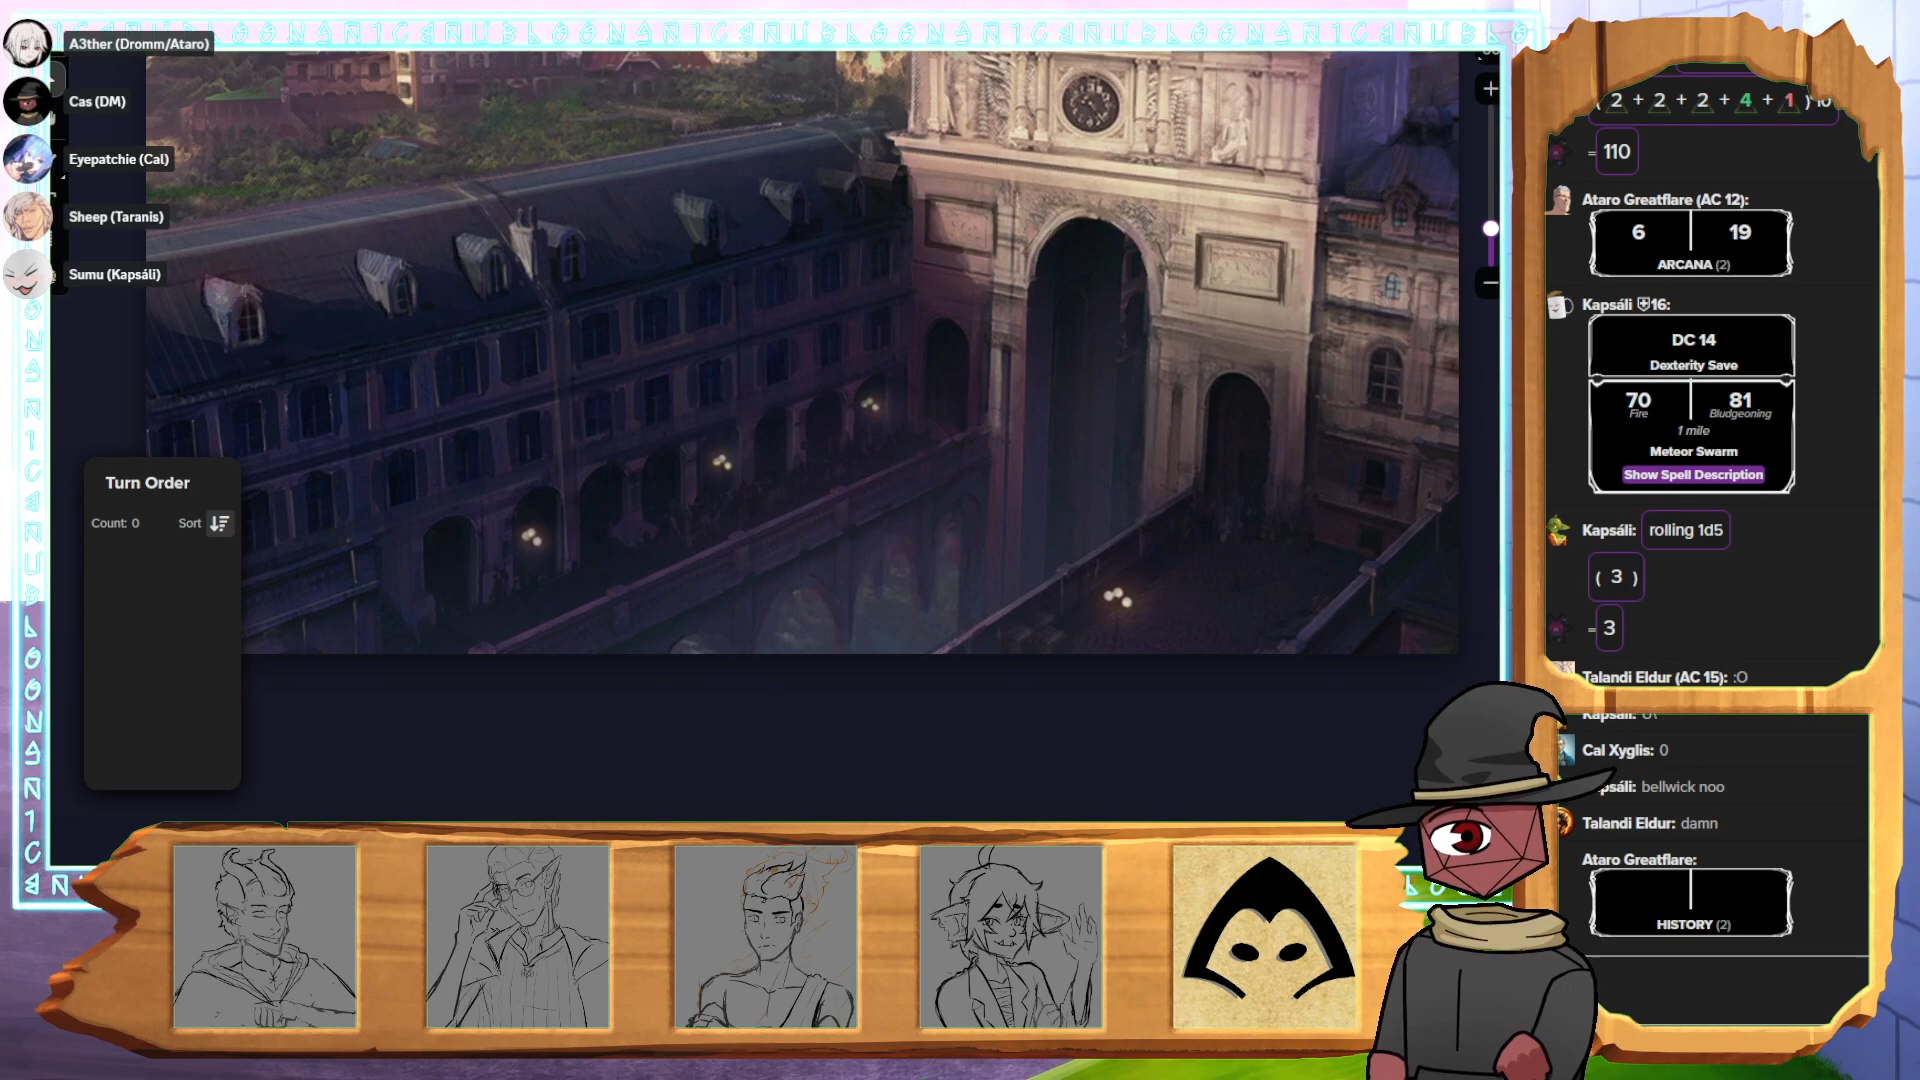 A3ther (Dromm/Ataro)
Cas (DM)
Eyepatchie (Cal)
Sheep (Taranis)
Sumu (Kapsáli)
Turn Order
Count: 0 Sort
( 2 + 2 + 2 + 4 + 1 )
=110
Ataro Greatflare (AC 12):
6 19
ARCANA (2)
Kapsáli 16:
DC 14
Dexterity Save
70 81
Fire Bludgeoning
1 mile
Meteor Swarm
Show Spell Description
Kapsáli: rolling 1d5
( 3 )
=3
Talandi Eldur (AC 15): :O
Kapsáli:
Cal Xyglis: 0
psáli: bellwick noo
Talandi Eldur: damn
Ataro Greatflare:
HISTORY (2)